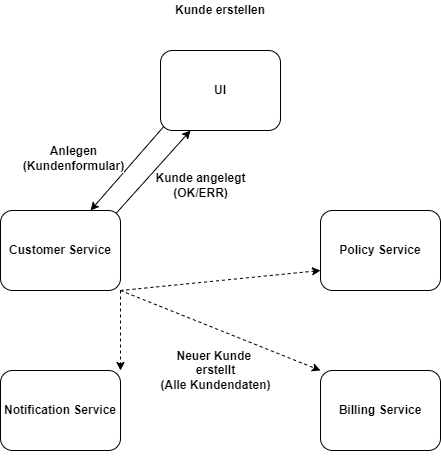 Kunde erstellen
UI
Anlegen
(Kundenformular)
Kunde angelegt
(OK/ERR)
Customer Service
Policy Service
Neuer Kunde
erstellt
(Alle Kundendaten)
Notification Service
Billing Service